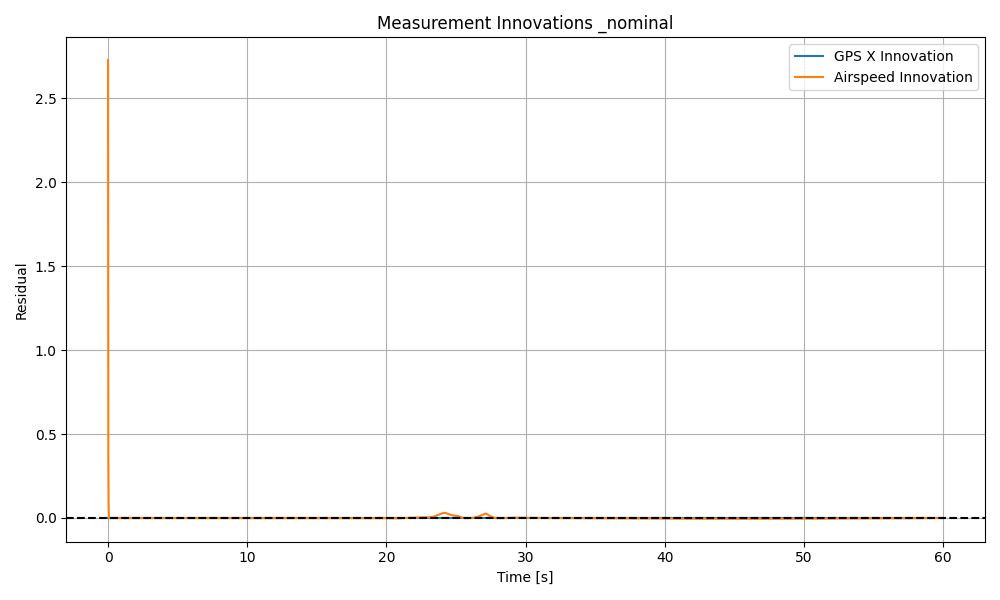 Measurement Innovations _nominal
GPS X Innovation
Airspeed Innovation
2.5
2.0
1.5
1.0
0.5
0.0
Residual
0 10 20 30 40 50 60
Time [s]